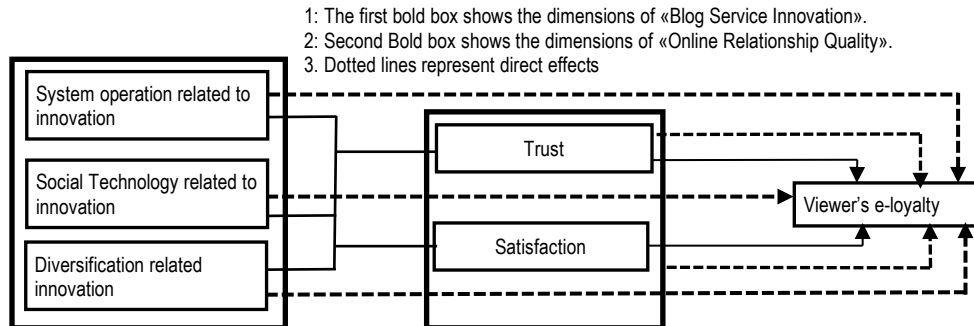 1: The first bold box shows the dimensions of «Blog Service Innovation».
2: Second Bold box shows the dimensions of «Online Relationship Quality».
3. Dotted lines represent direct effects
System operation related to
innovation
Social Technology related to
innovation
Diversification related
innovation
Trust
Satisfaction
Viewer's e-loyalty